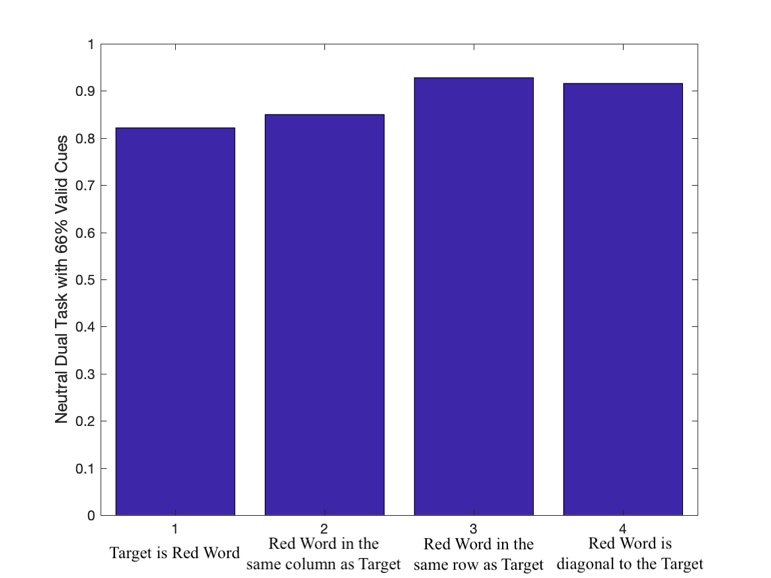 Neutral Dual Task with 66% Valid Cues
1
0.9
0.8
0.7
0.6
0.5
0.4
0.3
0.2
0.1
0
1
2
3
4
Target is Red Word
Red Word in the
same column as Target
Red Word in the
same row as Target
Red Word is
diagonal to the Target